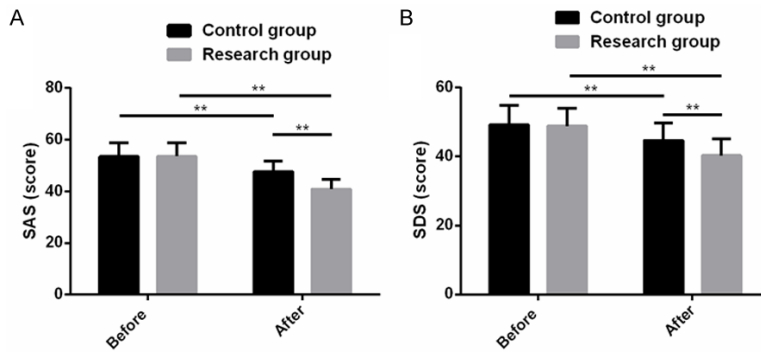 A
Control group
Research group
SAS (score)
80
60
40
20
0
**
**
**
Before
After
B
Control group
Research group
SDS (score)
60
40
20
0
**
**
**
Before
After